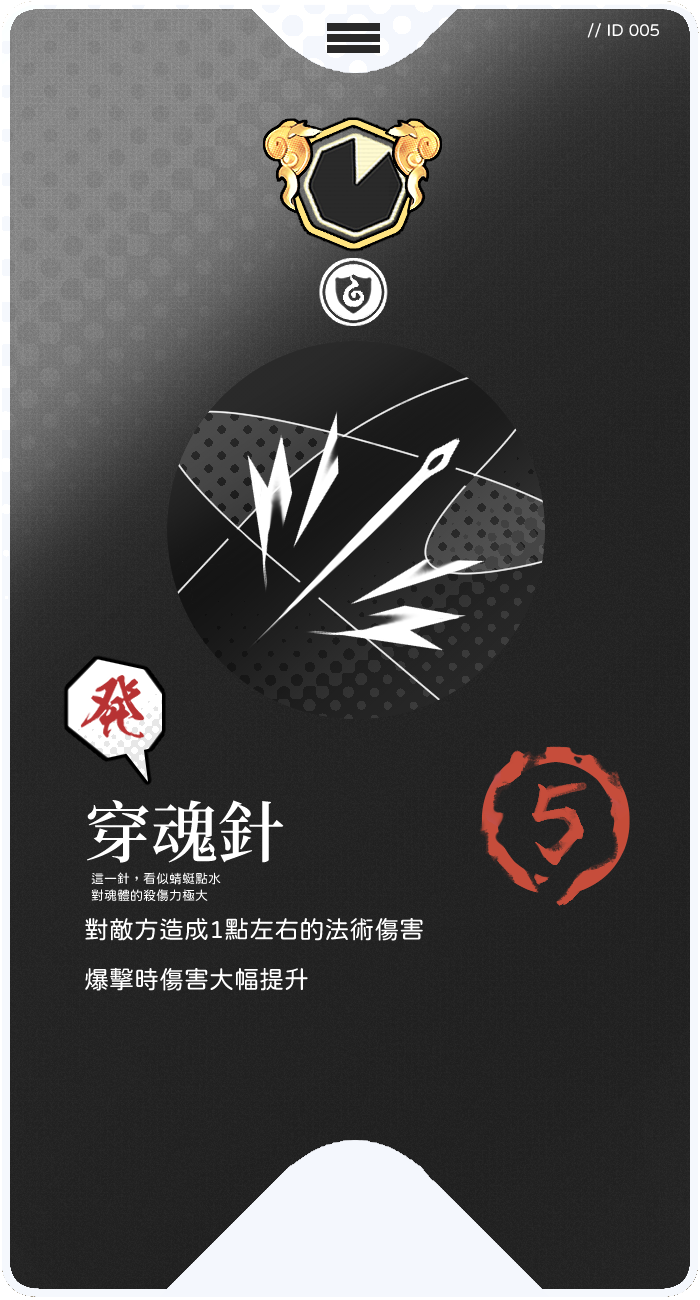 // ID 005
發
穿魂針
5
這一針，看似蜻蜓點水
對魂體的殺傷力極大
對敵方造成1點左右的法術傷害
爆擊時傷害大幅提升